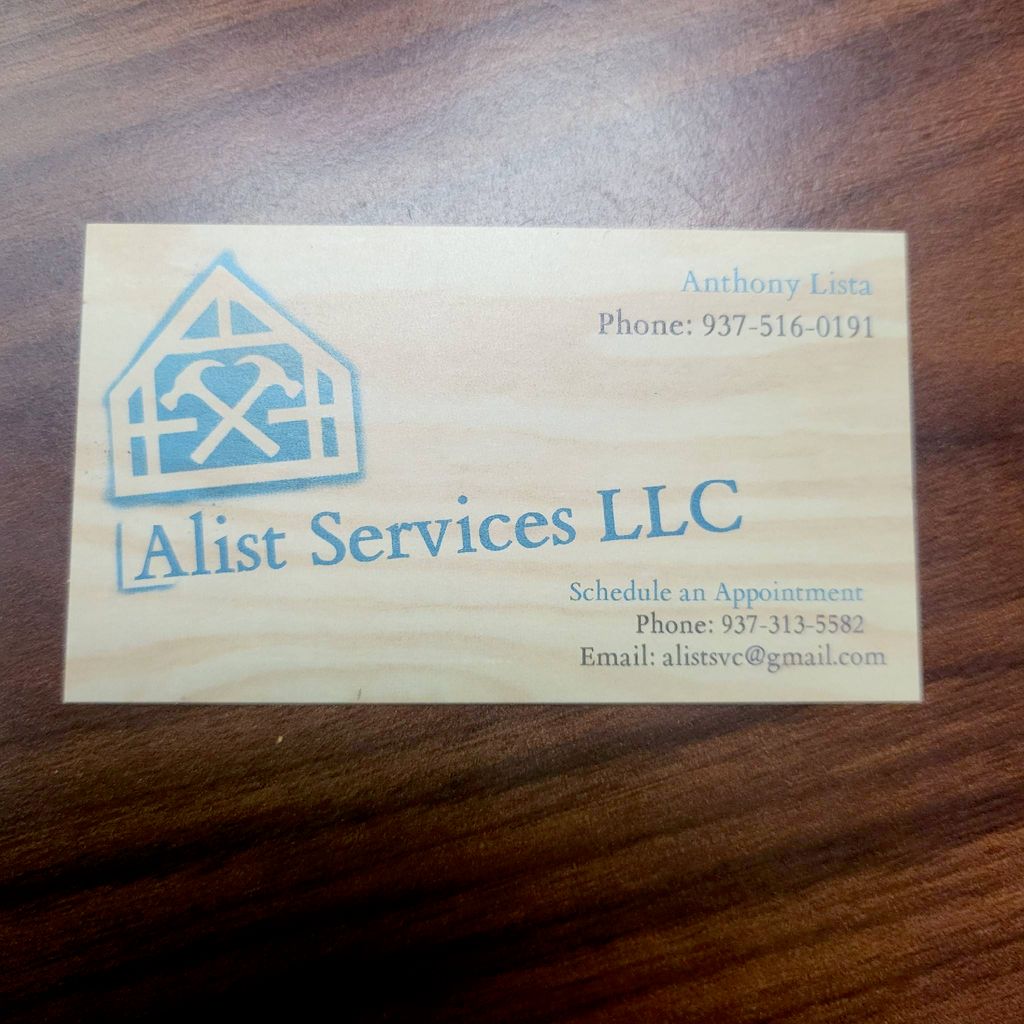 Anthony Lista
Phone: 937-516-0191
Alist Services LLC
Schedule an Appointment
Phone: 937-313-5582
Email: alistsvc@gmail.com